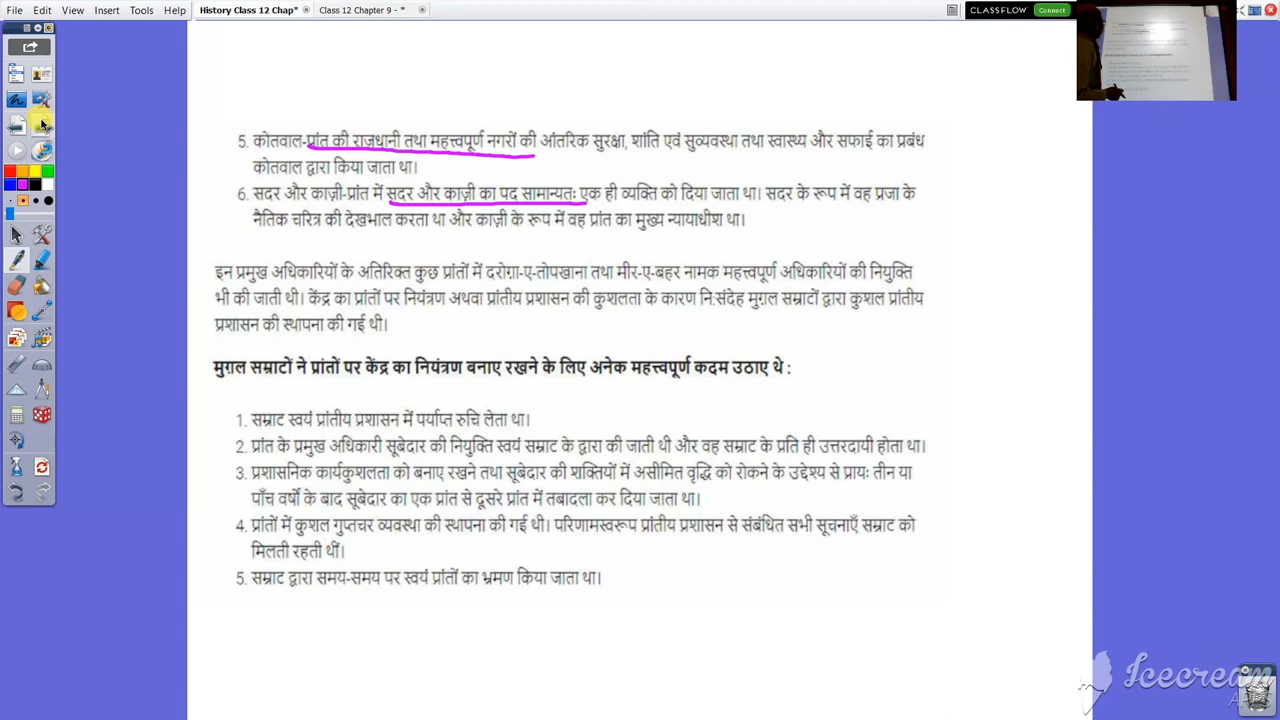 File Edit View Insert Tools Help History Class 12 Chap* Class 12 Chapter 9 - * CLASSFLOW Connect
5. कोतवाल-प्रांत की राजधानी तथा महत्त्वपूर्ण नगरों की आंतरिक सुरक्षा, शांति एवं सुव्यवस्था तथा स्वास्थ्य और सफाई का प्रबंध
कोतवाल द्वारा किया जाता था।
6. सदर और काज़ी-प्रांत में सदर और काज़ी का पद सामान्यतः एक ही व्यक्ति को दिया जाता था। सदर के रूप में वह प्रजा के
नैतिक चरित्र की देखभाल करता था और काज़ी के रूप में वह प्रांत का मुख्य न्यायाधीश था।
इन प्रमुख अधिकारियों के अतिरिक्त कुछ प्रांतों में दरोग़ा-ए-तोपखाना तथा मीर-ए-बहर नामक महत्त्वपूर्ण अधिकारियों की नियुक्ति
भी की जाती थी। केंद्र का प्रांतों पर नियंत्रण अथवा प्रांतीय प्रशासन की कुशलता के कारण नि:संदेह मुग़ल सम्राटों द्वारा कुशल प्रांतीय
प्रशासन की स्थापना की गई थी।
मुग़ल सम्राटों ने प्रांतों पर केंद्र का नियंत्रण बनाए रखने के लिए अनेक महत्त्वपूर्ण कदम उठाए थे :
1. सम्राट स्वयं प्रांतीय प्रशासन में पर्याप्त रुचि लेता था।
2. प्रांत के प्रमुख अधिकारी सूबेदार की नियुक्ति स्वयं सम्राट के द्वारा की जाती थी और वह सम्राट के प्रति ही उत्तरदायी होता था।
3. प्रशासनिक कार्यकुशलता को बनाए रखने तथा सूबेदार की शक्तियों में असीमित वृद्धि को रोकने के उद्देश्य से प्रायः तीन या
पाँच वर्षों के बाद सूबेदार का एक प्रांत से दूसरे प्रांत में तबादला कर दिया जाता था।
4. प्रांतों में कुशल गुप्तचर व्यवस्था की स्थापना की गई थी। परिणामस्वरूप प्रांतीय प्रशासन से संबंधित सभी सूचनाएँ सम्राट को
मिलती रहती थीं।
5. सम्राट द्वारा समय-समय पर स्वयं प्रांतों का भ्रमण किया जाता था।
Icecream
APPS